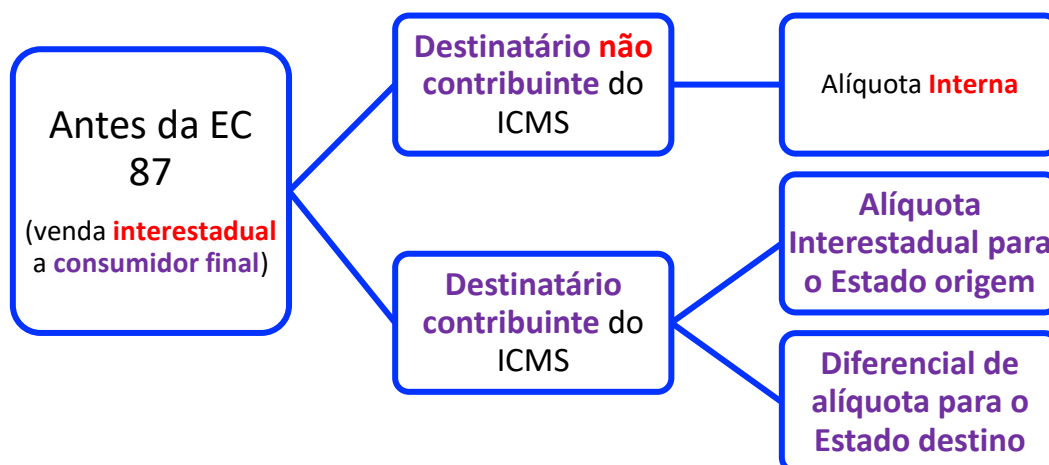 Antes da EC
87
(venda interestadual
a consumidor final)
Destinatário não
contribuinte do
ICMS
Alíquota Interna
Destinatário
contribuinte do
ICMS
Alíquota
Interestadual para
o Estado origem
Diferencial de
alíquota para o
Estado destino